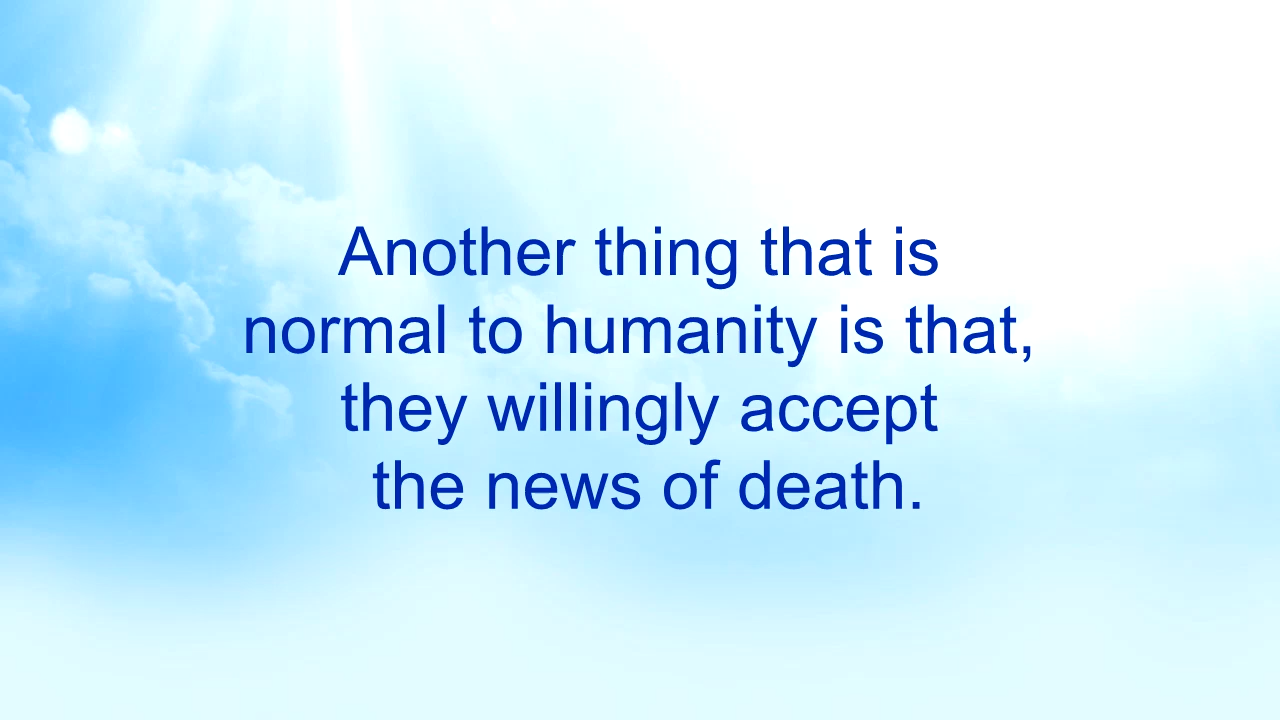 Another thing that is
normal to humanity is that,
they willingly accept
the news of death.